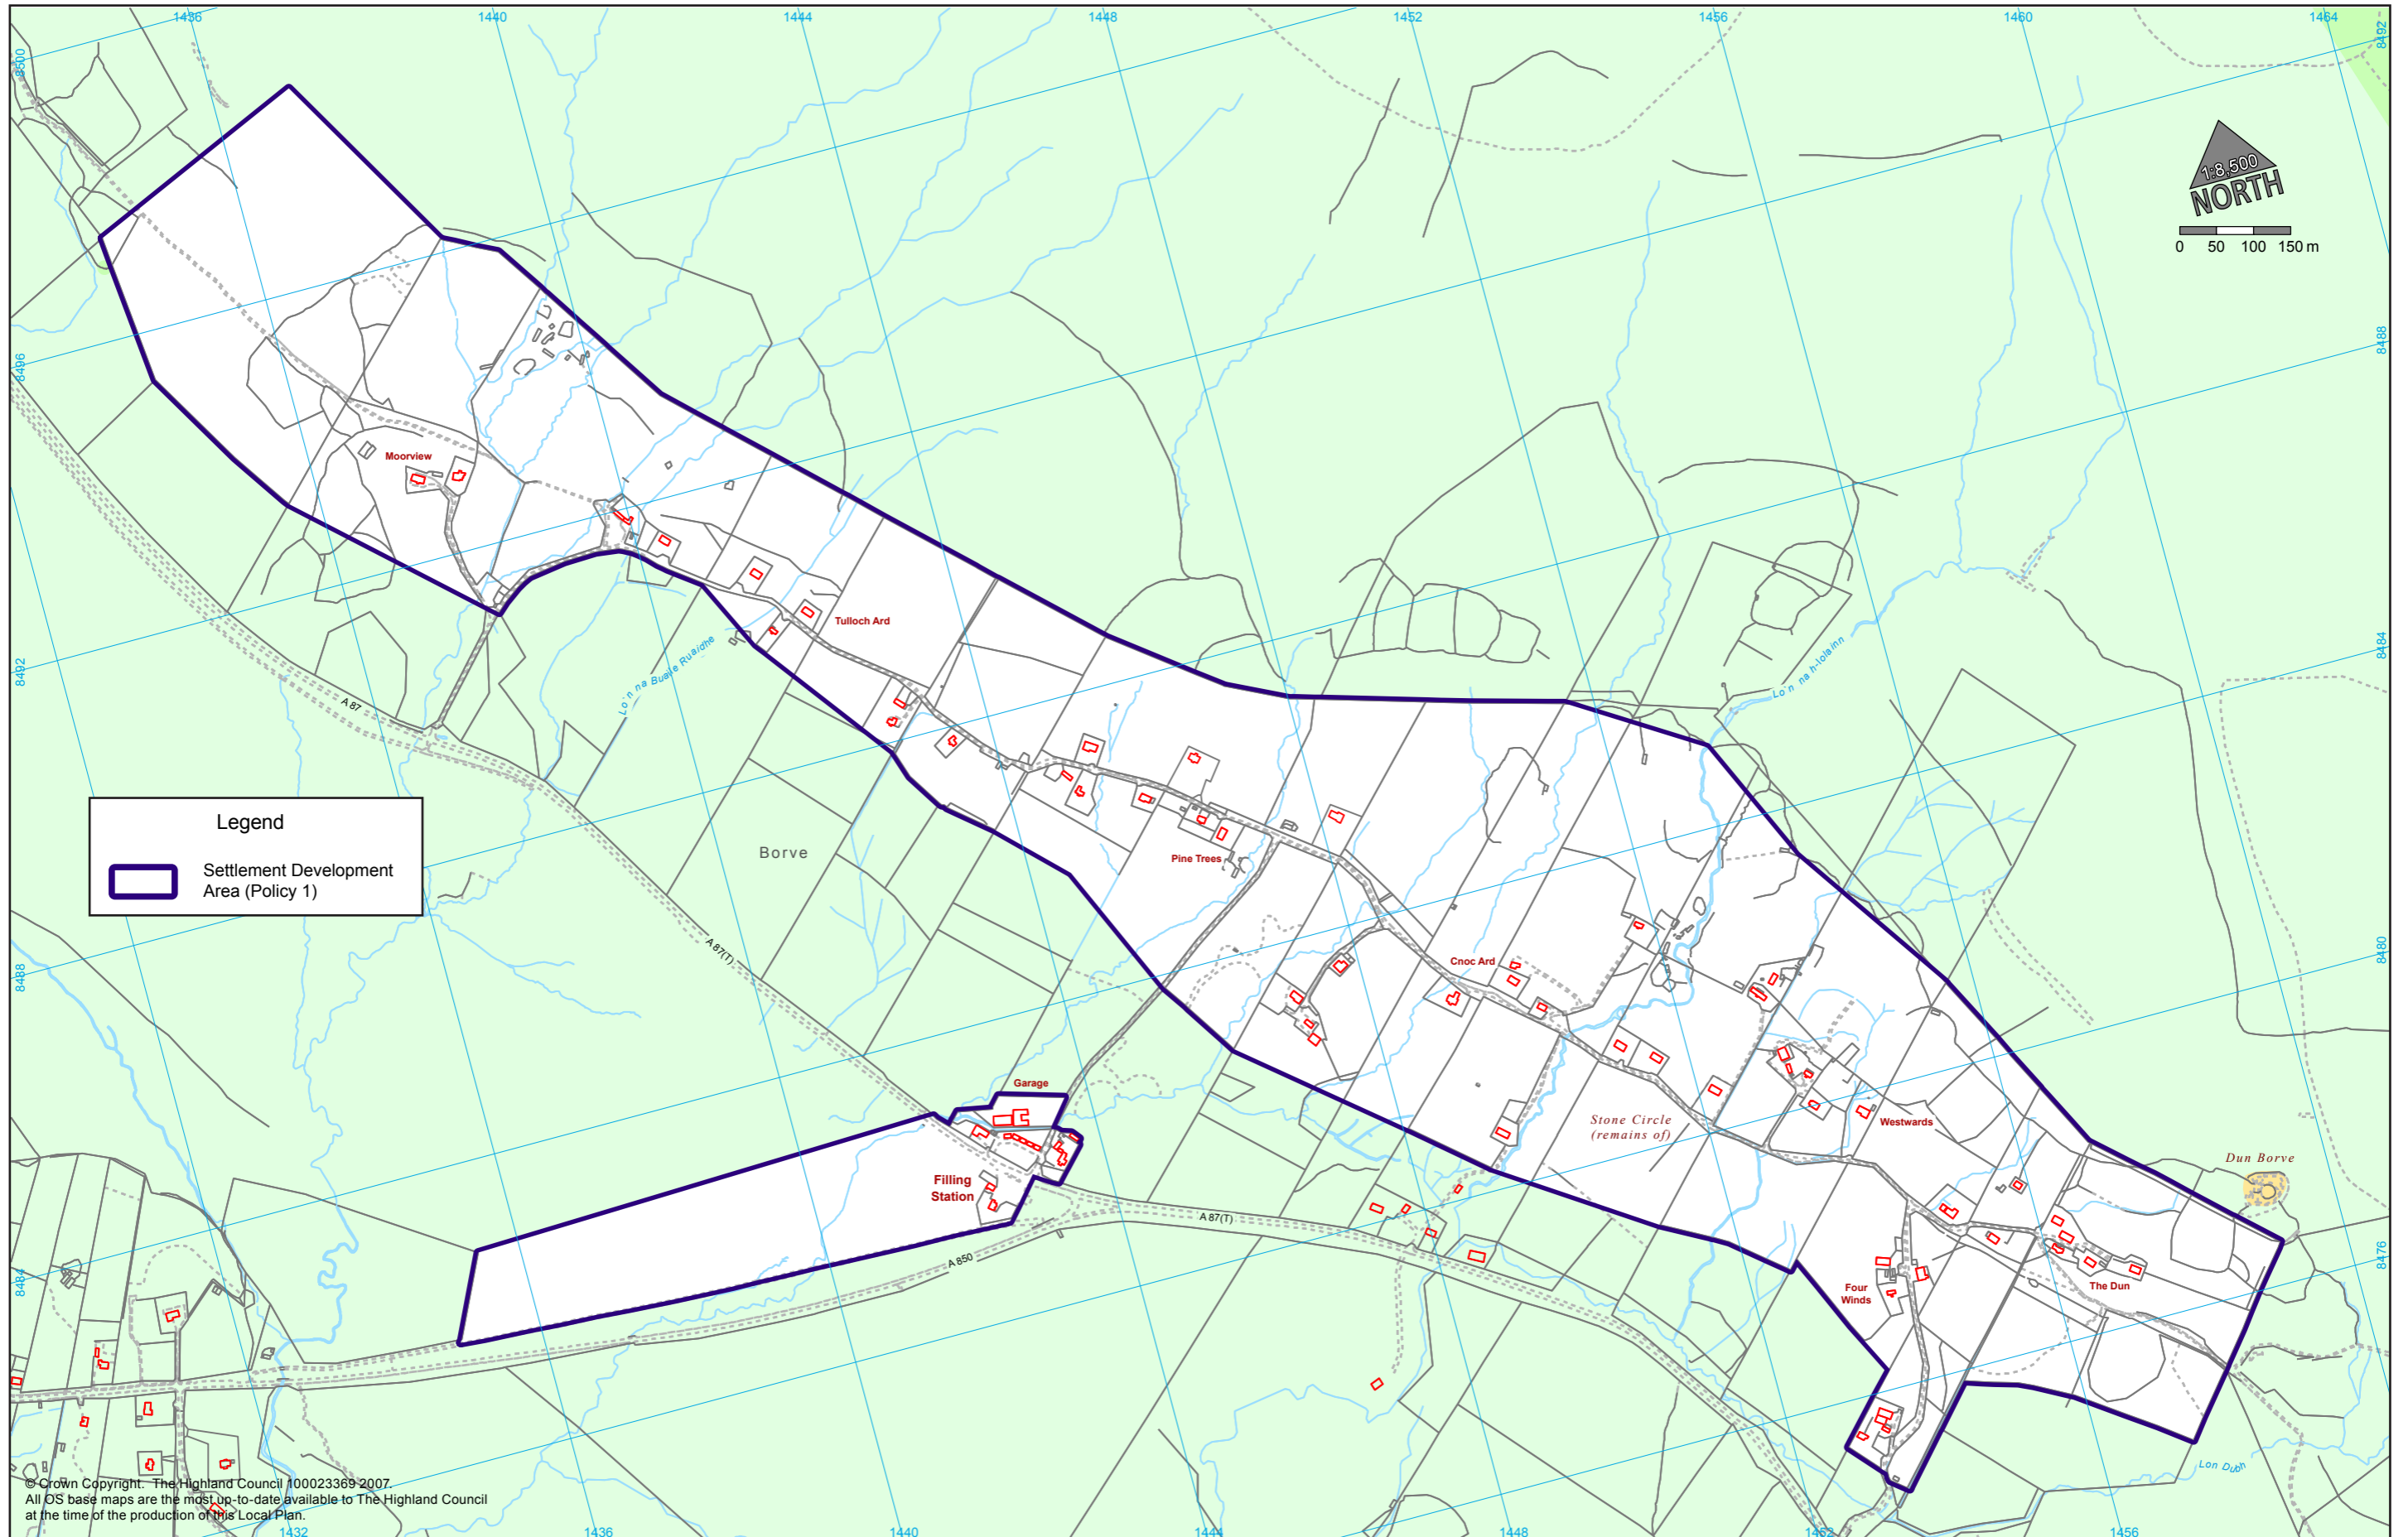 1436
1440
1444
1448
1452
1456
1460
1464
8500
8492
1:8,500
NORTH
0 50 100 150 m
8496
8488
Moorview
Tulloch Ard
Lo'n na Buaile Ruaidhe
Lo'n na h-Iolainn
8492
8484
A 87
Legend
Settlement Development
Area (Policy 1)
Borve
Pine Trees
A 87(T)
Cnoc Ard
8488
8480
Garage
Stone Circle
(remains of)
Westwards
Dun Borve
Filling
Station
A 87(T)
A 850
8484
8476
Four
Winds
The Dun
Lon Dubh
© Crown Copyright. The Highland Council 100023369 2007.
All OS base maps are the most up-to-date available to The Highland Council
at the time of the production of this Local Plan.
1432
1436
1440
1444
1448
1452
1456